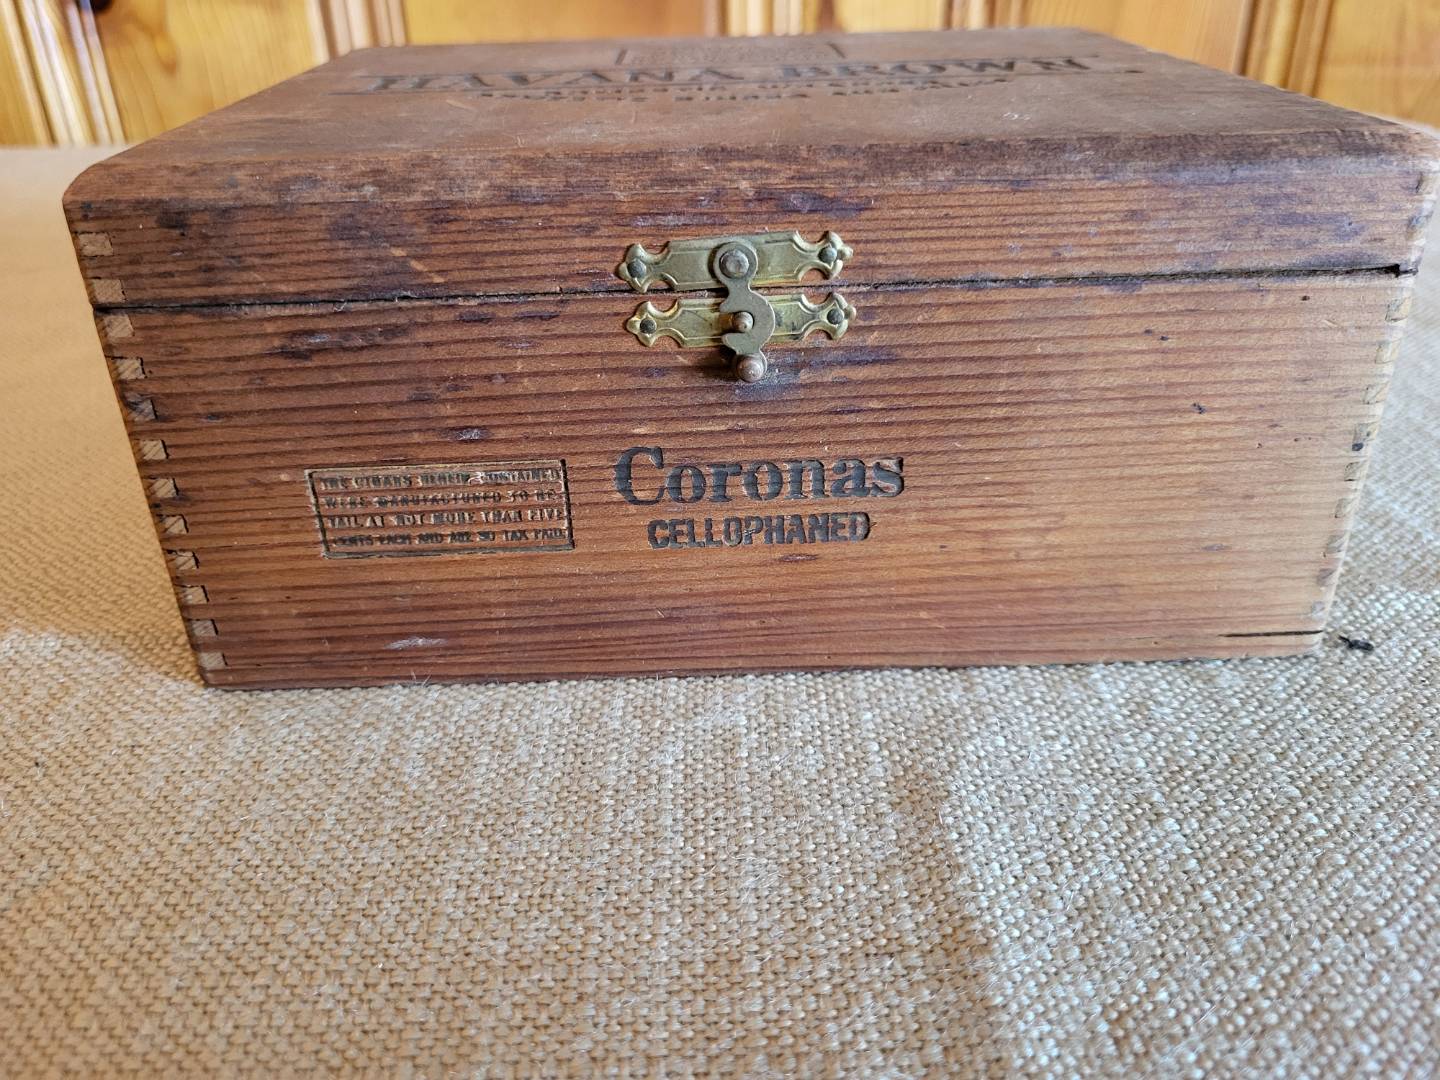 HAVANA BROWN
THE CIGARS HEREIN CONTAINED
WERE MANUFACTURED TO RE-
TAIL AT NOT MORE THAN FIVE
CENTS EACH AND ARE SO TAX PAID
Coronas
CELLOPHANED